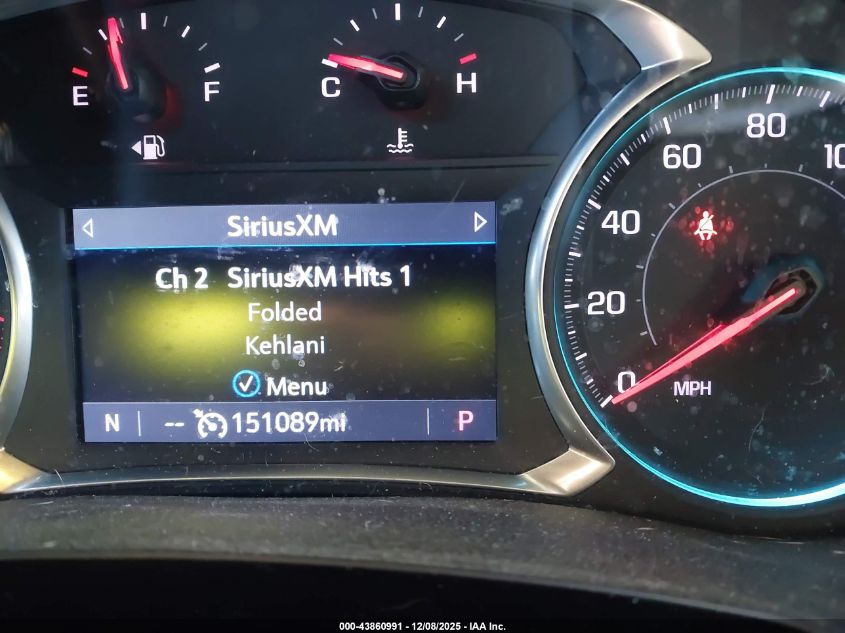 E F
C H
SiriusXM
Ch 2 SiriusXM Hits 1
Folded
Kehlani
Menu
N -- 151089mi P
0 20 40 60 80
MPH
000-43860991 - 12/08/2025 - IAA Inc.